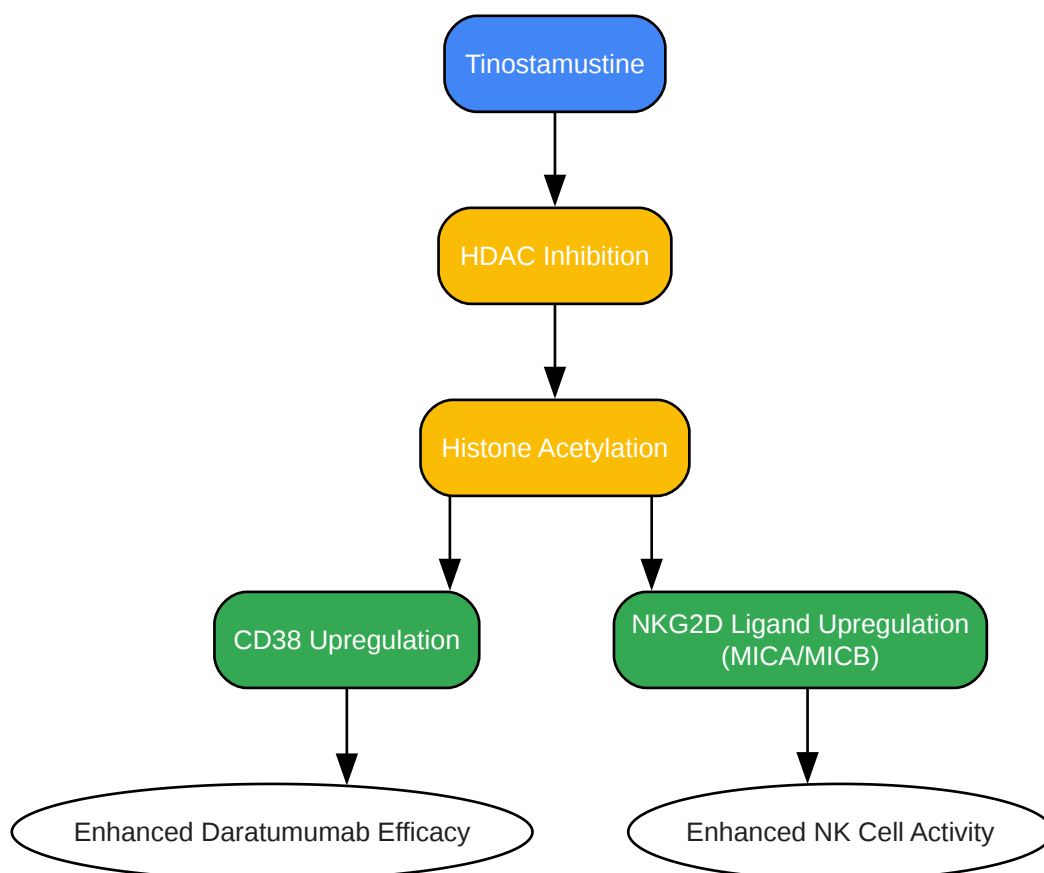 Tinostamustine
HDAC Inhibition
Histone Acetylation
CD38 Upregulation
NKG2D Ligand Upregulation
(MICA/MICB)
Enhanced Daratumumab Efficacy
Enhanced NK Cell Activity